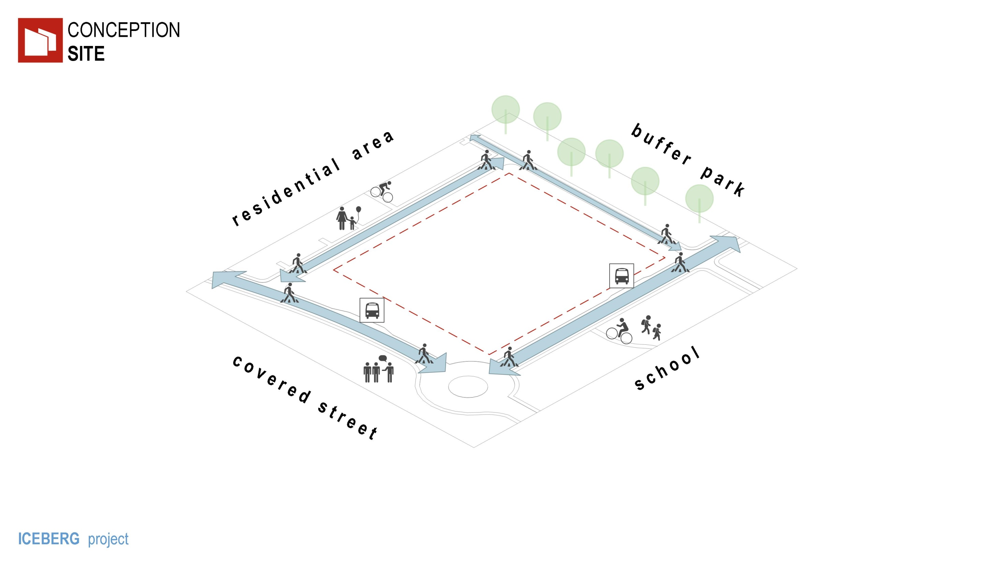 CONCEPTION
SITE
residential area
buffer park
covered street
school
ICEBERG project